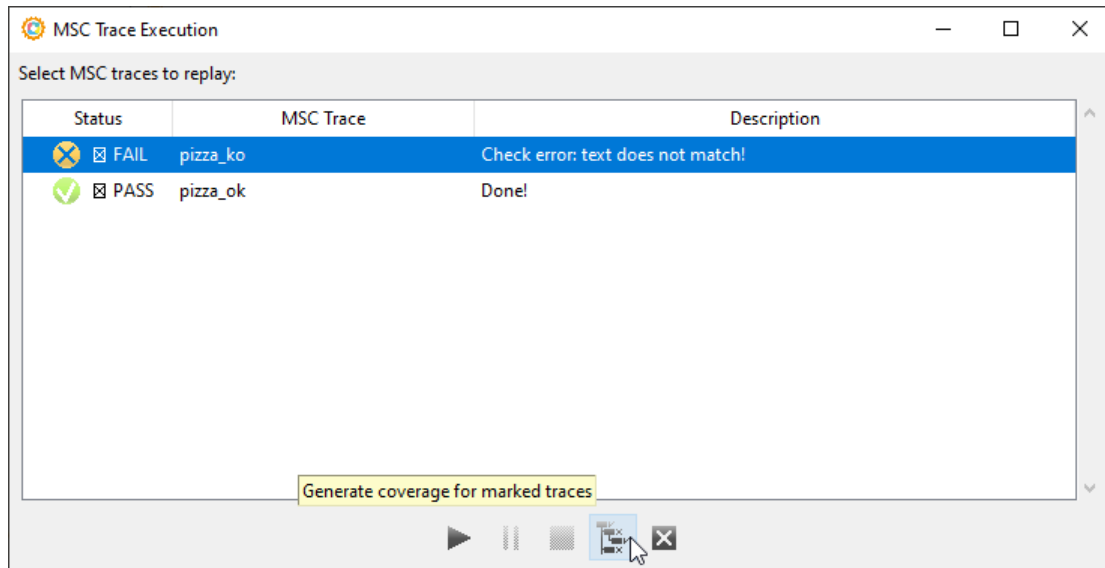 MSC Trace Execution
Select MSC traces to replay:
Status MSC Trace Description
FAIL pizza_ko Check error: text does not match!
PASS pizza_ok Done!
Generate coverage for marked traces